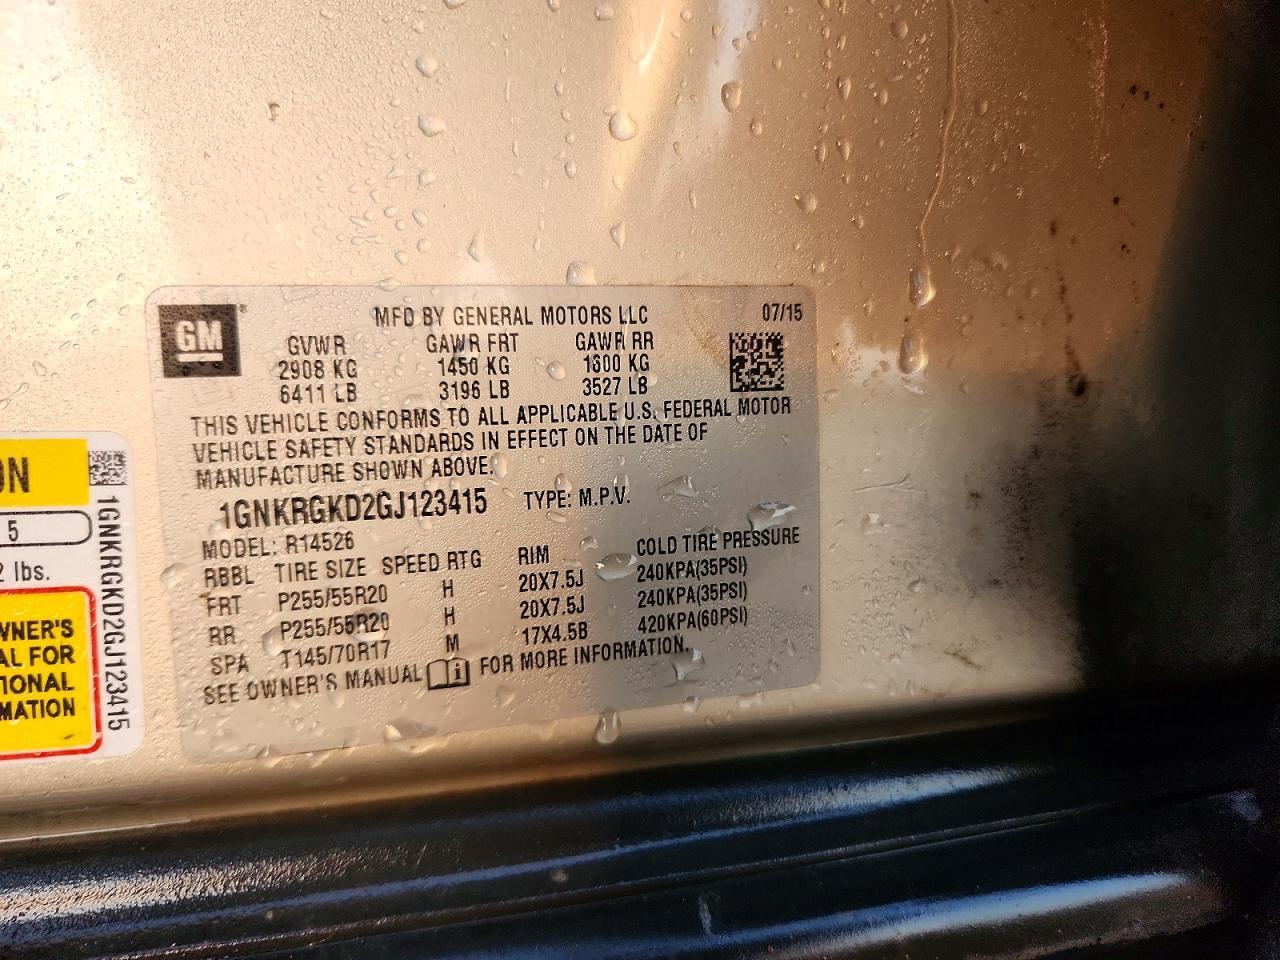 GM
®
MFD BY GENERAL MOTORS LLC 07/15
GVWR GAWR FRT GAWR RR
2908 KG 1450 KG 1600 KG
6411 LB 3196 LB 3527 LB
THIS VEHICLE CONFORMS TO ALL APPLICABLE U.S. FEDERAL MOTOR
VEHICLE SAFETY STANDARDS IN EFFECT ON THE DATE OF
MANUFACTURE SHOWN ABOVE.
1GNKRGKD2GJ123415 TYPE: M.P.V.
MODEL: R14526
RBBL TIRE SIZE SPEED RTG RIM COLD TIRE PRESSURE
FRT P255/55R20 H 20X7.5J 240KPA(35PSI)
RR P255/55R20 H 20X7.5J 240KPA(35PSI)
SPA T145/70R17 M 17X4.5B 420KPA(60PSI)
SEE OWNER'S MANUAL i FOR MORE INFORMATION.
ON
5
2 lbs.
WNER'S
AL FOR
IONAL
MATION
1GNKRGKD2GJ123415